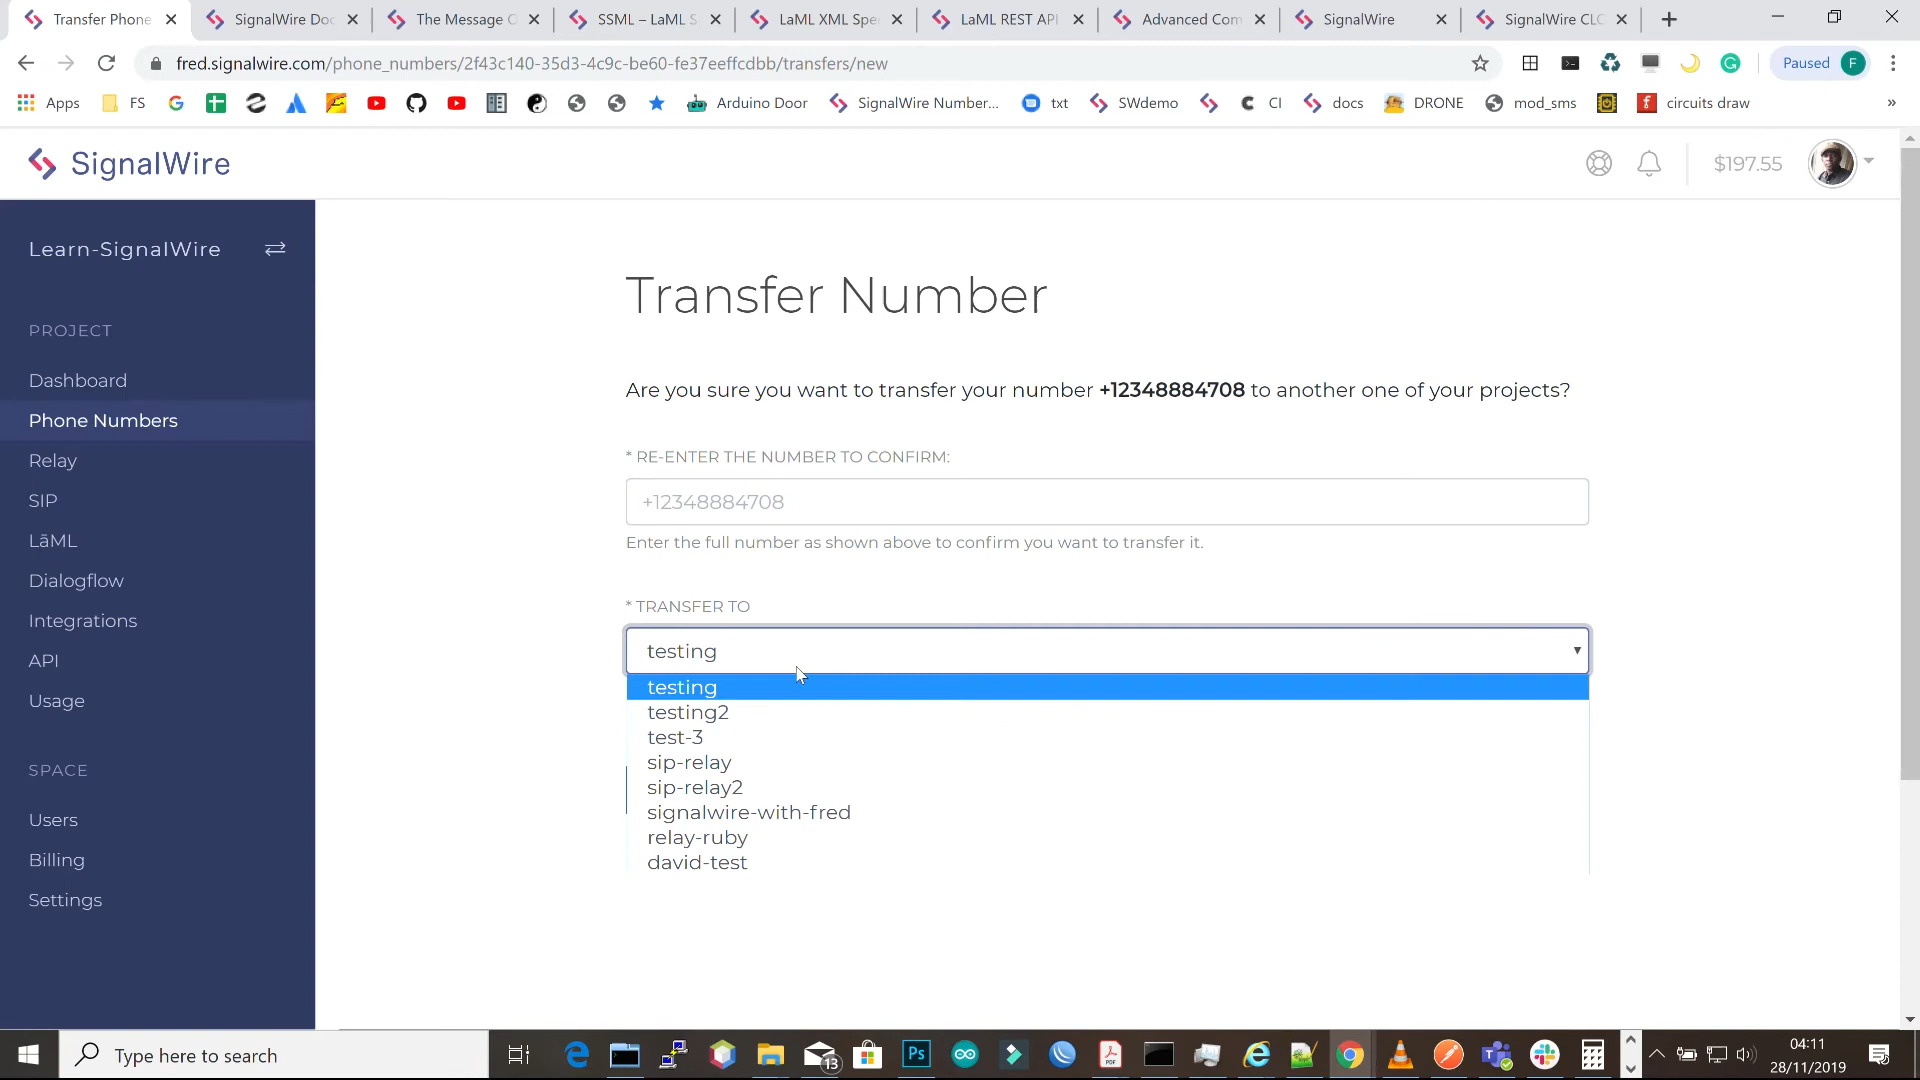 Transfer Phone
SignalWire Doc
The Message C
SSML – LaML S
LaML XML Spe
LaML REST API
Advanced Com
SignalWire
SignalWire CLC
fred.signalwire.com/phone_numbers/2f43c140-35d3-4c9c-be60-fe37eeffcdbb/transfers/new
Paused
F
Apps
FS
Arduino Door
SignalWire Number...
txt
SWdemo
CI
docs
DRONE
mod_sms
circuits draw
»
SignalWire
$197.55
Learn-SignalWire
PROJECT
Dashboard
Phone Numbers
Relay
SIP
LāML
Dialogflow
Integrations
API
Usage
SPACE
Users
Billing
Settings
Transfer Number
Are you sure you want to transfer your number +12348884708 to another one of your projects?
* RE-ENTER THE NUMBER TO CONFIRM:
+12348884708
Enter the full number as shown above to confirm you want to transfer it.
* TRANSFER TO
testing
testing
testing2
test-3
sip-relay
sip-relay2
signalwire-with-fred
relay-ruby
david-test
Type here to search
13
Ps
04:11
28/11/2019